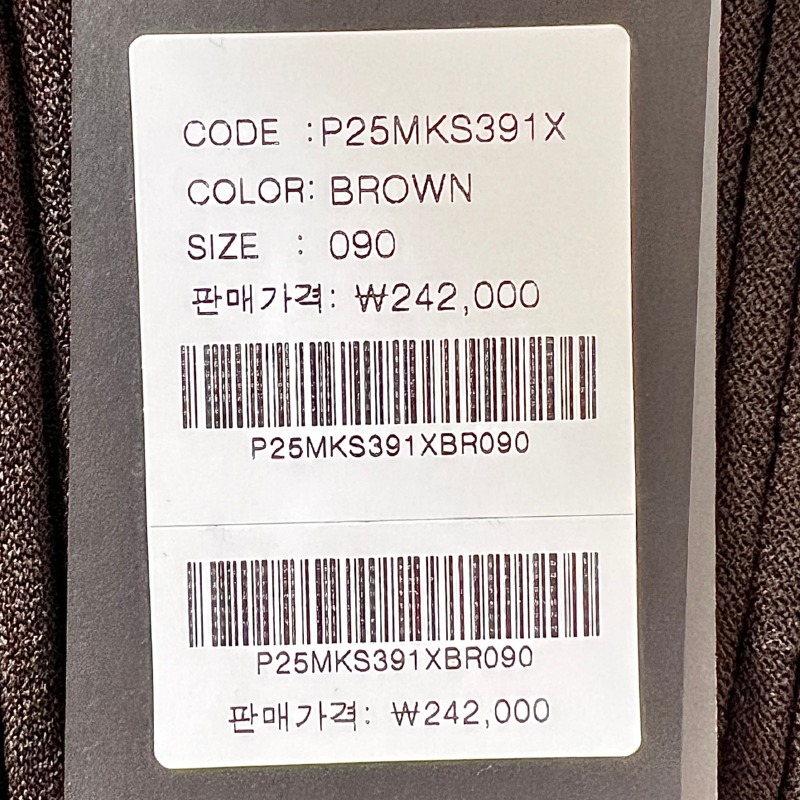 CODE :P25MKS391X
COLOR: BROWN
SIZE : 090
판매가격: ₩242,000
P25MKS391XBR090
P25MKS391XBR090
판매가격: ₩242,000